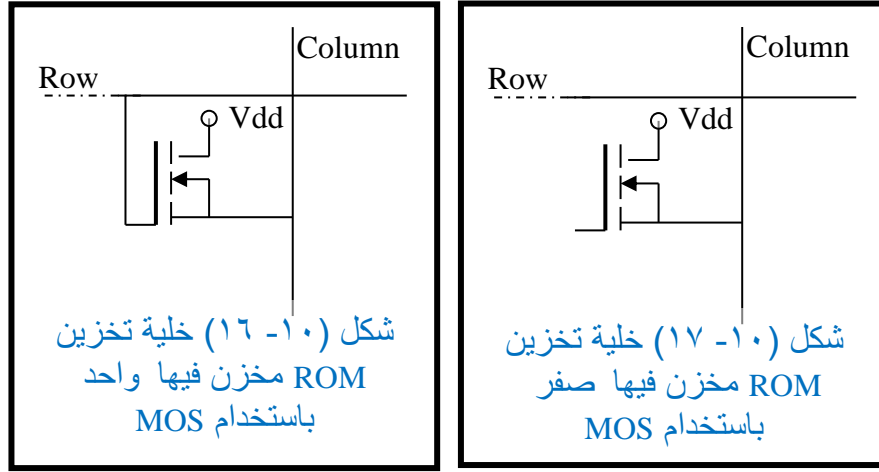 Column
Row
Vdd
شكل (١٠- ١٦) خلية تخزين
ROM مخزن فيها واحد
باستخدام MOS
Column
Row
Vdd
شكل (١٠- ١٧) خلية تخزين
ROM مخزن فيها صفر
باستخدام MOS